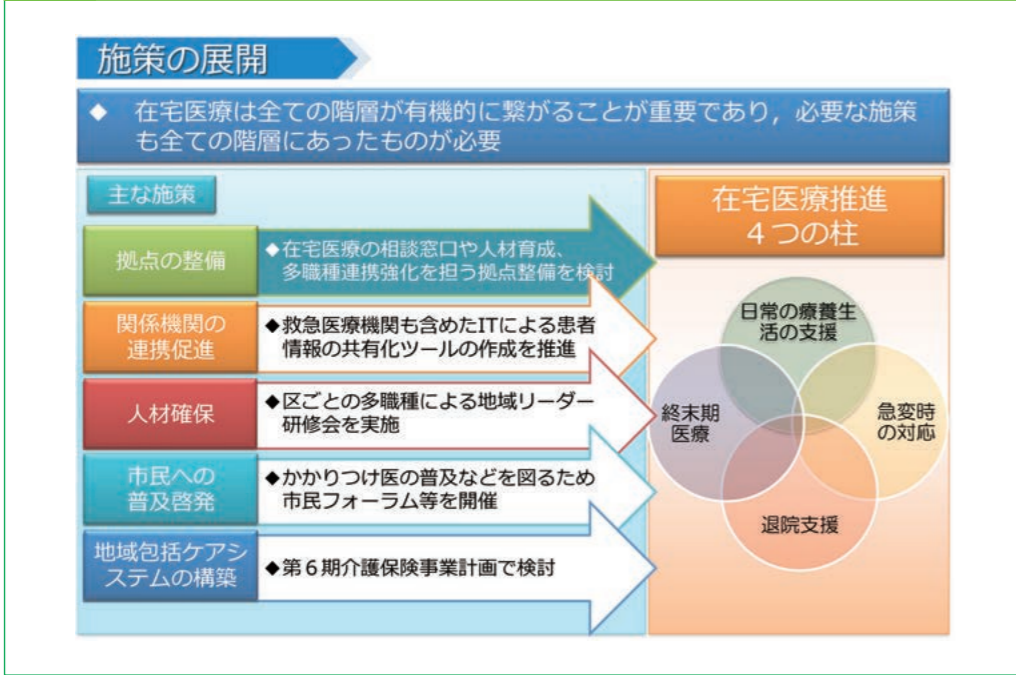 施策の展開
◆ 在宅医療は全ての階層が有機的に繋がることが重要であり，必要な施策
も全ての階層にあったものが必要
主な施策
拠点の整備
◆在宅医療の相談窓口や人材育成、
多職種連携強化を担う拠点整備を検討
関係機関の
連携促進
◆救急医療機関も含めたITによる患者
情報の共有化ツールの作成を推進
人材確保
◆区ごとの多職種による地域リーダー
研修会を実施
市民への
普及啓発
◆かかりつけ医の普及などを図るため
市民フォーラム等を開催
地域包括ケアシ
ステムの構築
◆第６期介護保険事業計画で検討
在宅医療推進
４つの柱
日常の療養生
活の支援
終末期
医療
急変時
の対応
退院支援